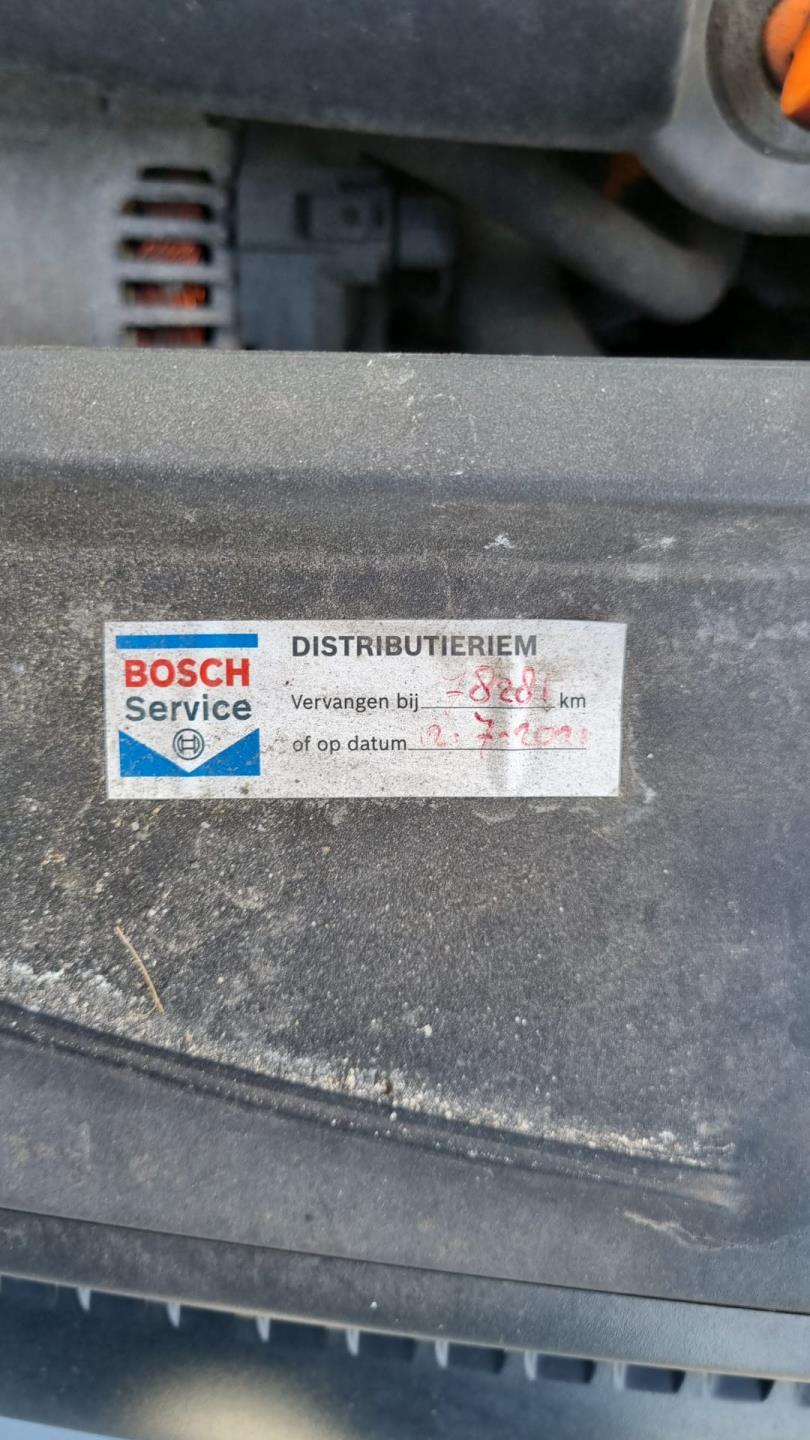 BOSCH
Service
DISTRIBUTIERIEM
Vervangen bij km
of op datum